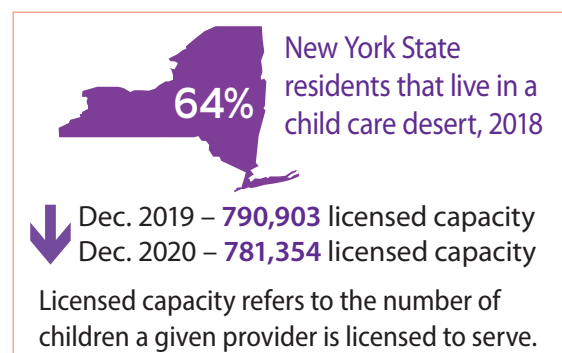 64%
New York State
residents that live in a
child care desert, 2018
Dec. 2019 – 790,903 licensed capacity
Dec. 2020 – 781,354 licensed capacity
Licensed capacity refers to the number of
children a given provider is licensed to serve.